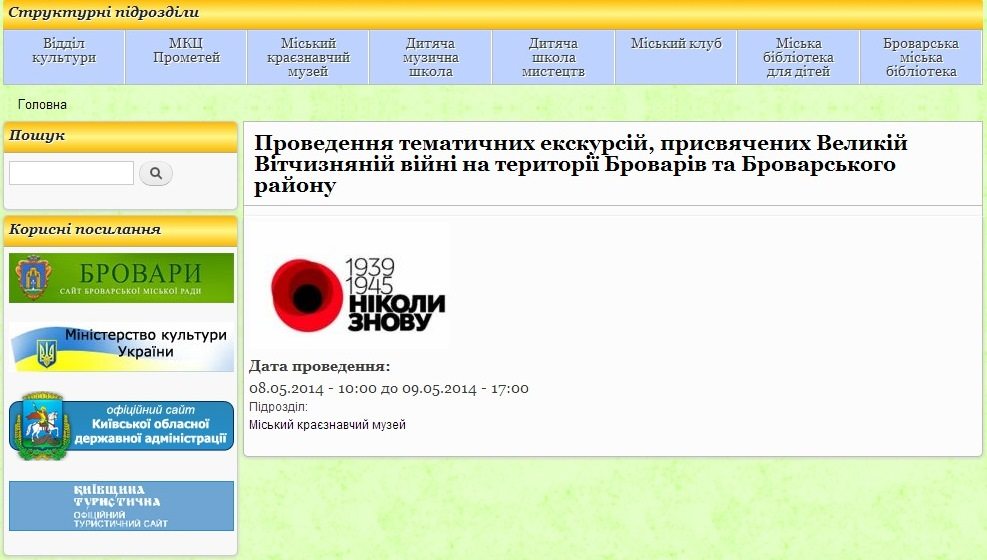 Структурні підрозділи
Відділ культури
МКЦ Прометей
Міський краєзнавчий музей
Дитяча музична школа
Дитяча школа мистецтв
Міський клуб
Міська бібліотека для дітей
Броварська міська бібліотека
Головна
Пошук
Корисні посилання
БРОВАРИ
САЙТ БРОВАРСЬКОЇ МІСЬКОЇ РАДИ
Міністерство культури
України
офіційний сайт
Київської обласної
державної адміністрації
КИЇВЩИНА
ТУРИСТИЧНА
ОФІЦІЙНИЙ
ТУРИСТИЧНИЙ САЙТ
Проведення тематичних екскурсій, присвячених Великій
Вітчизняній війні на території Броварів та Броварського
району
1939
1945
НІКОЛИ
ЗНОВУ
Дата проведення:
08.05.2014 - 10:00 до 09.05.2014 - 17:00
Підрозділ:
Міський краєзнавчий музей